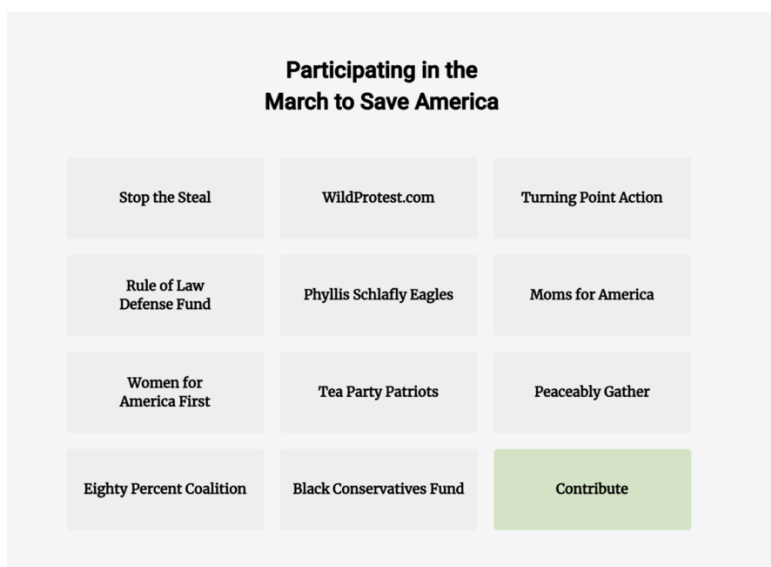 Participating in the
March to Save America
Stop the Steal
WildProtest.com
Turning Point Action
Rule of Law
Defense Fund
Phyllis Schlafly Eagles
Moms for America
Women for
America First
Tea Party Patriots
Peaceably Gather
Eighty Percent Coalition
Black Conservatives Fund
Contribute